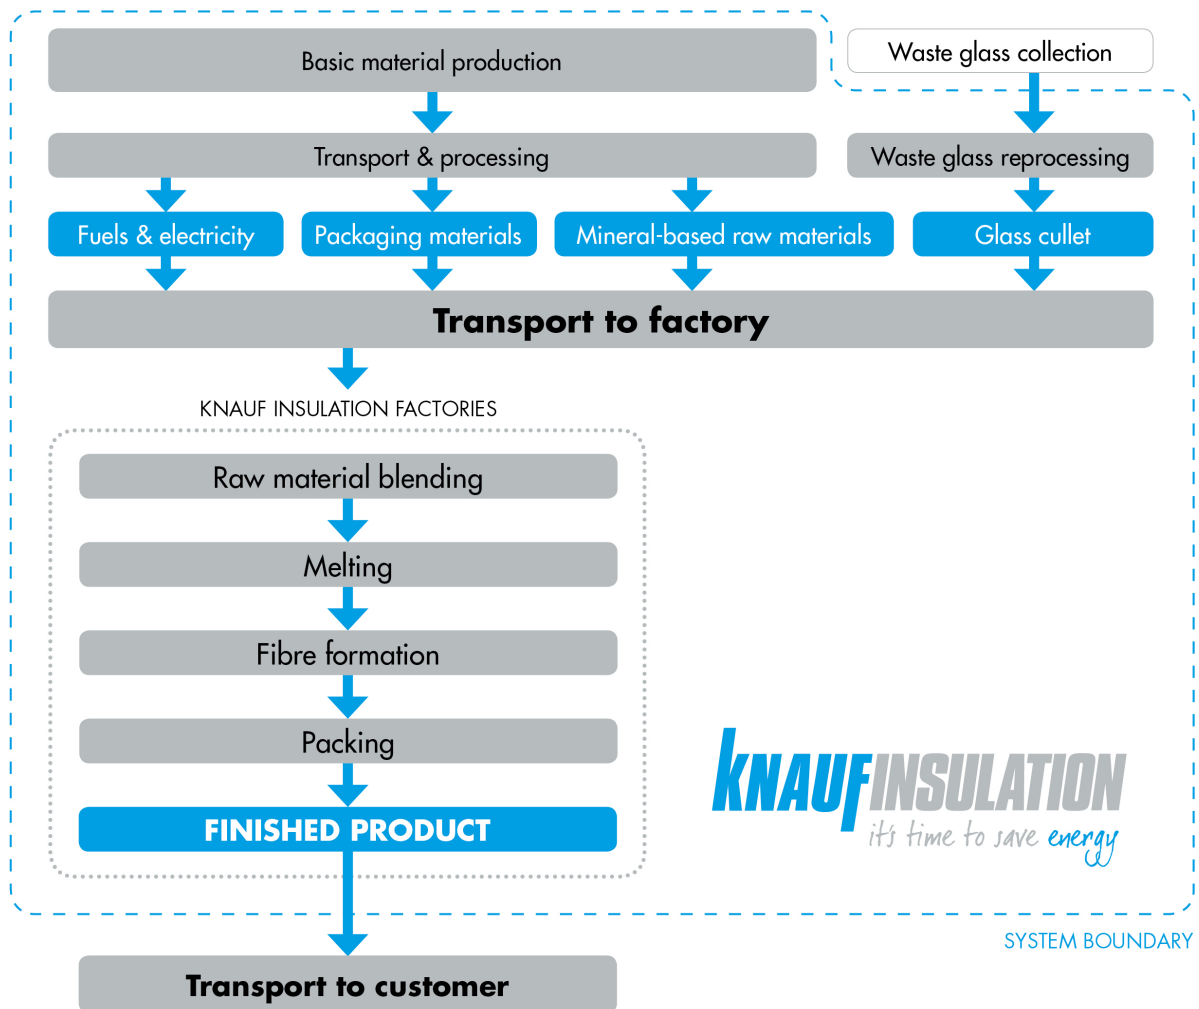 Basic material production
Waste glass collection
Transport & processing
Waste glass reprocessing
Fuels & electricity
Packaging materials
Mineral-based raw materials
Glass cullet
Transport to factory
KNAUF INSULATION FACTORIES
Raw material blending
Melting
Fibre formation
Packing
FINISHED PRODUCT
KNAUFINSULATION
it's time to save energy
SYSTEM BOUNDARY
Transport to customer